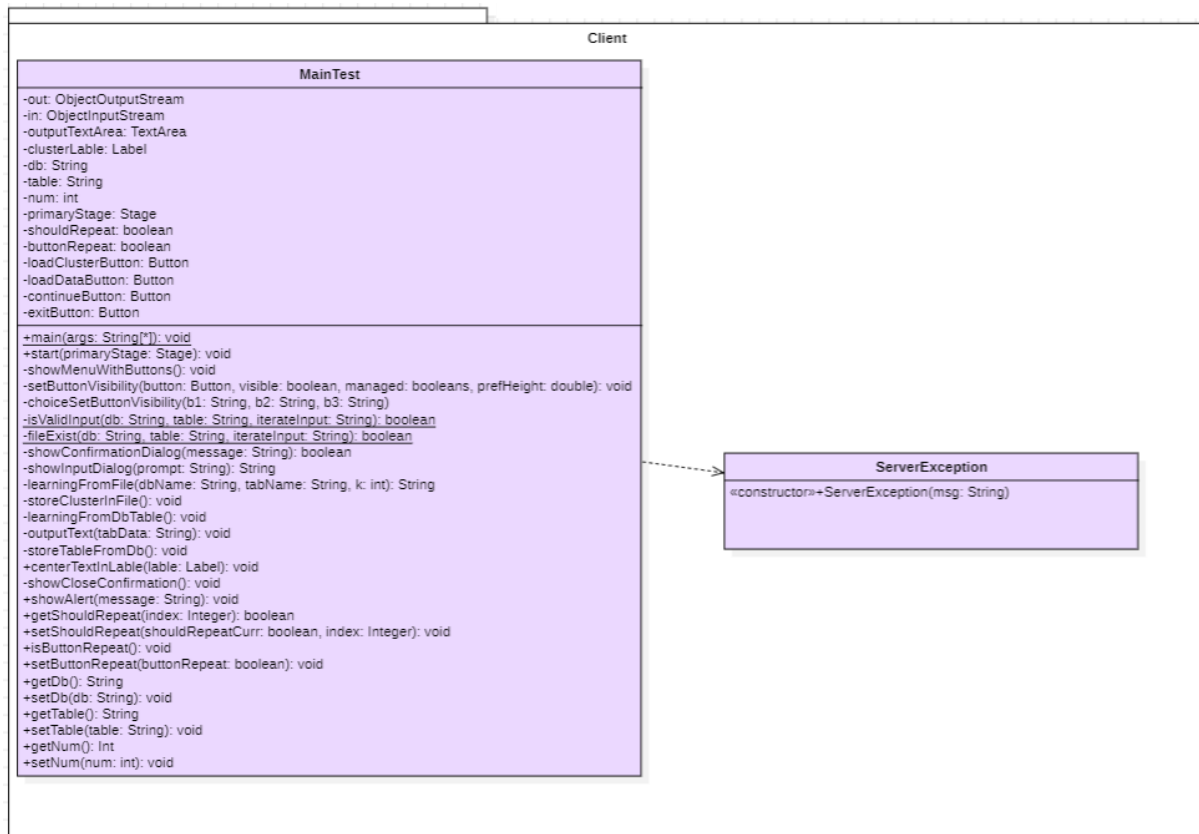 Client
MainTest
-out: ObjectOutputStream
-in: ObjectInputStream
-outputTextArea: TextArea
-clusterLable: Label
-db: String
-table: String
-num: int
-primaryStage: Stage
-shouldRepeat: boolean
-buttonRepeat: boolean
-loadClusterButton: Button
-loadDataButton: Button
-continueButton: Button
-exitButton: Button
+main(args: String[*]): void
+start(primaryStage: Stage): void
-showMenuWithButtons(): void
-setButtonVisibility(button: Button, visible: boolean, managed: booleans, prefHeight: double): void
-choiceSetButtonVisibility(b1: String, b2: String, b3: String)
-isValidInput(db: String, table: String, iterateInput: String): boolean
-fileExist(db: String, table: String, iterateInput: String): boolean
-showConfirmationDialog(message: String): boolean
-showInputDialog(prompt: String): String
-learningFromFile(dbName: String, tabName: String, k: int): String
-storeClusterInFile(): void
-learningFromDbTable(): void
-outputText(tabData: String): void
-storeTableFromDb(): void
+centerTextInLable(lable: Label): void
-showCloseConfirmation(): void
+showAlert(message: String): void
+getShouldRepeat(index: Integer): boolean
+setShouldRepeat(shouldRepeatCurr: boolean, index: Integer): void
+isButtonRepeat(): void
+setButtonRepeat(buttonRepeat: boolean): void
+getDb(): String
+setDb(db: String): void
+getTable(): String
+setTable(table: String): void
+getNum(): Int
+setNum(num: int): void
ServerException
«constructor»+ServerException(msg: String)